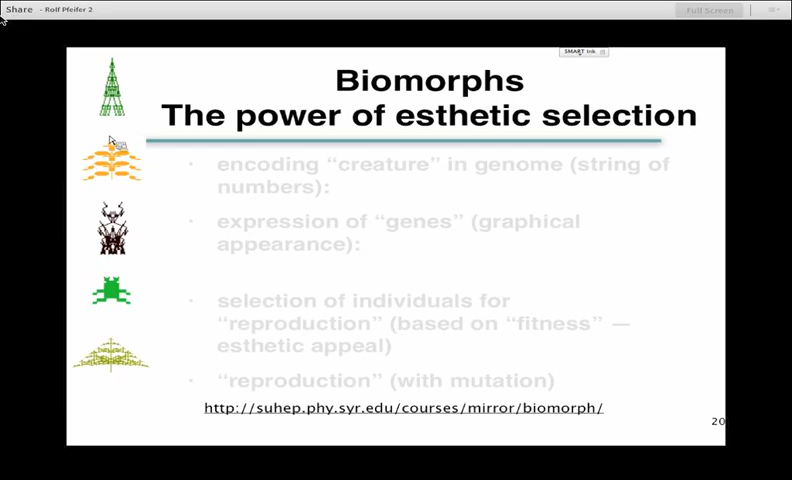 Share - Rolf Pfeifer 2
Full Screen
SMART Ink
Biomorphs
The power of esthetic selection
· encoding “creature” in genome (string of
numbers):
· expression of “genes” (graphical
appearance):
· selection of individuals for
“reproduction” (based on “fitness” —
esthetic appeal)
· “reproduction” (with mutation)
http://suhep.phy.syr.edu/courses/mirror/biomorph/
20